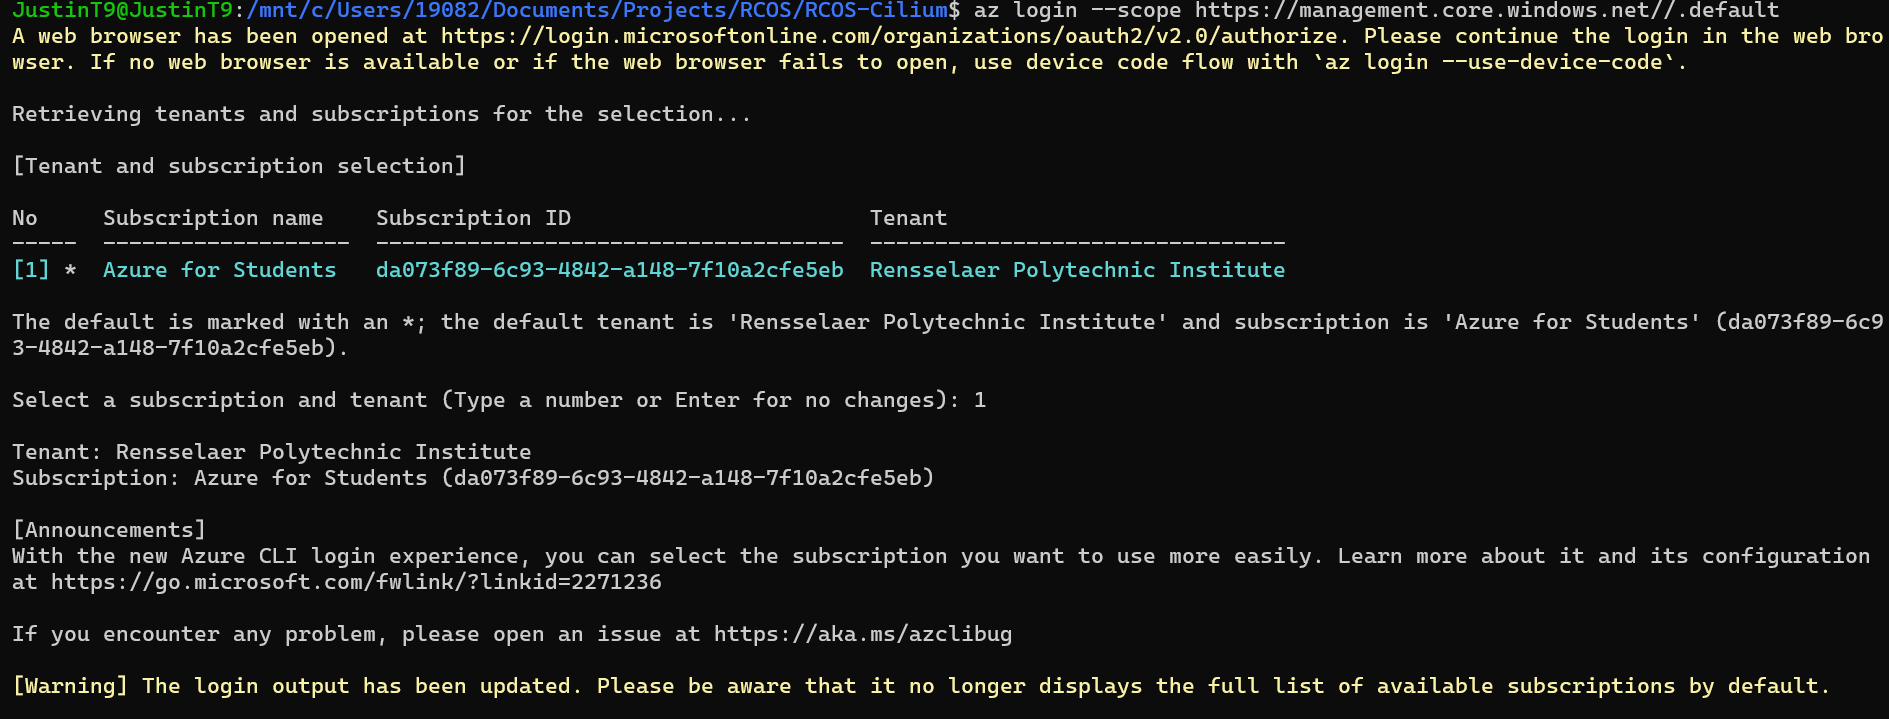 JustinT9@JustinT9:/mnt/c/Users/19082/Documents/Projects/RCOS/RCOS-Cilium$ az login --scope https://management.core.windows.net//.default
A web browser has been opened at https://login.microsoftonline.com/organizations/oauth2/v2.0/authorize. Please continue the login in the web bro
wser. If no web browser is available or if the web browser fails to open, use device code flow with `az login --use-device-code`.
Retrieving tenants and subscriptions for the selection...
[Tenant and subscription selection]
No     Subscription name    Subscription ID                       Tenant
-----  -------------------  ------------------------------------  --------------------------------
[1] *  Azure for Students   da073f89-6c93-4842-a148-7f10a2cfe5eb  Rensselaer Polytechnic Institute
The default is marked with an *; the default tenant is 'Rensselaer Polytechnic Institute' and subscription is 'Azure for Students' (da073f89-6c9
3-4842-a148-7f10a2cfe5eb).
Select a subscription and tenant (Type a number or Enter for no changes): 1
Tenant: Rensselaer Polytechnic Institute
Subscription: Azure for Students (da073f89-6c93-4842-a148-7f10a2cfe5eb)
[Announcements]
With the new Azure CLI login experience, you can select the subscription you want to use more easily. Learn more about it and its configuration
at https://go.microsoft.com/fwlink/?linkid=2271236
If you encounter any problem, please open an issue at https://aka.ms/azclibug
[Warning] The login output has been updated. Please be aware that it no longer displays the full list of available subscriptions by default.